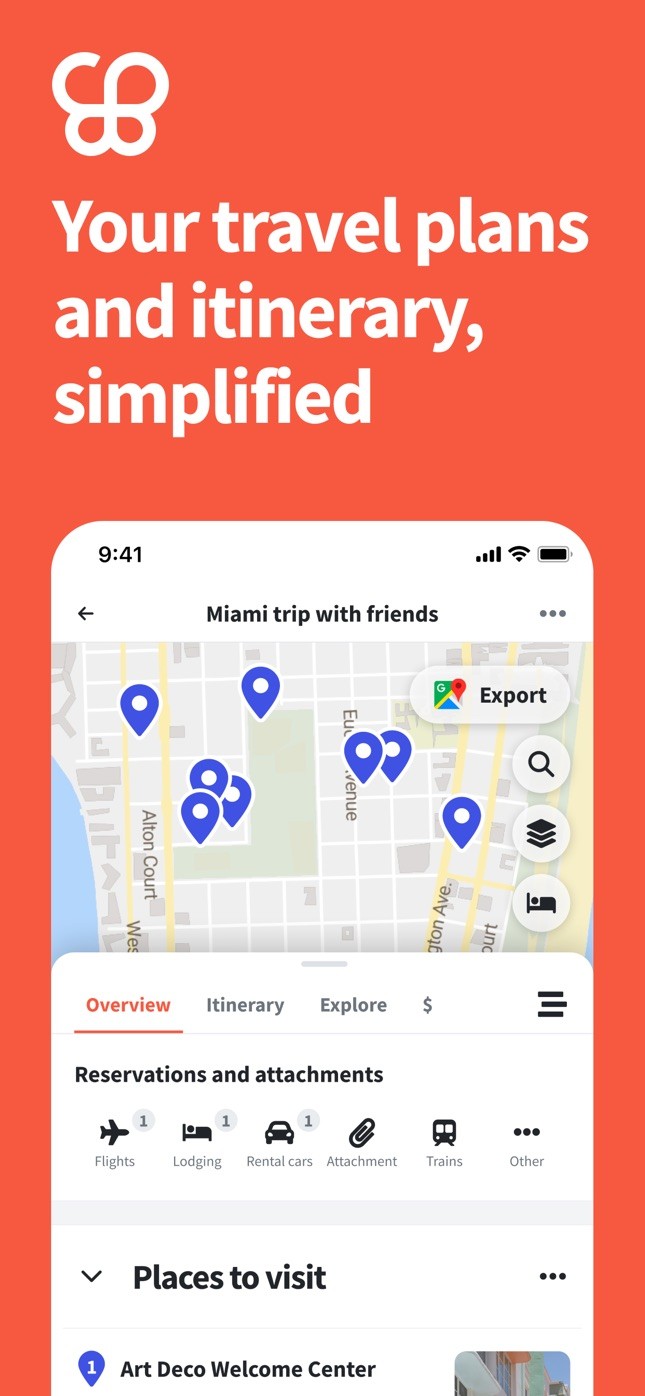 Your travel plans
and itinerary,
simplified
9:41
Miami trip with friends
Export
Alton Court
Overview
Itinerary
Explore
$
Reservations and attachments
1
1
1
Flights
Lodging
Rental cars
Attachment
Trains
Other
Places to visit
1
Art Deco Welcome Center